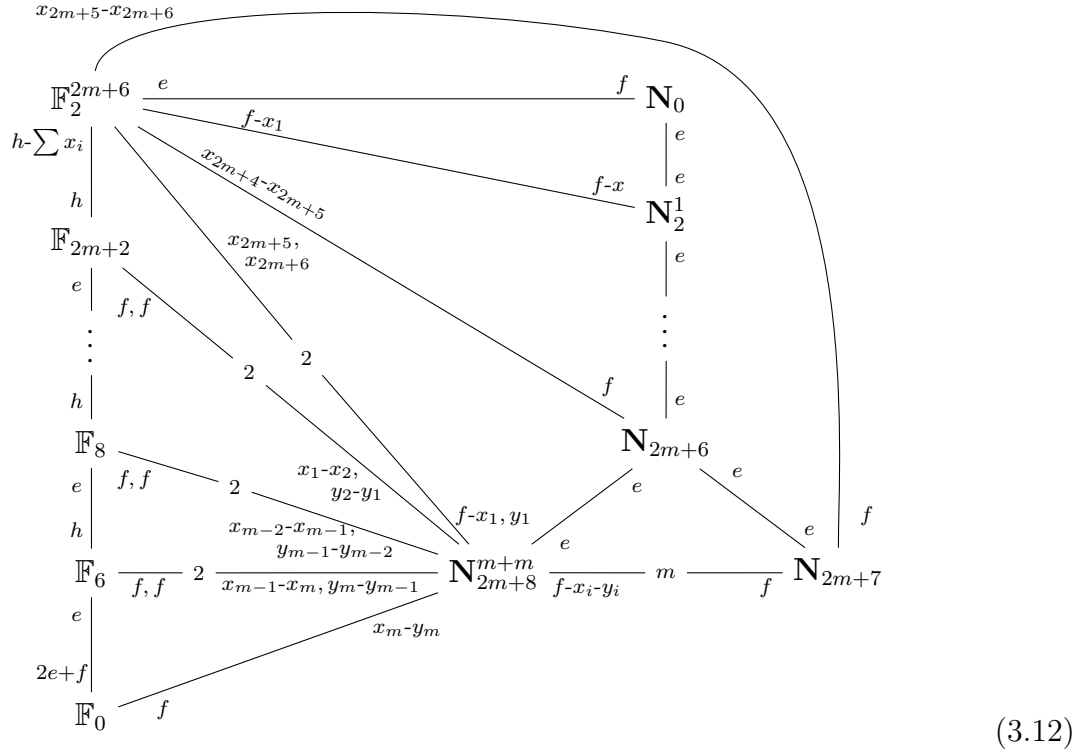 x_{2m+5}-x_{2m+6}
𝔽_2^{2m+6} e f 𝐍_0
h-∑ x_i f-x_1 e
x_{2m+4}-x_{2m+5} f-x e
h 𝐍_2^1
𝔽_{2m+2} x_{2m+5}, e
x_{2m+6}
e f, f
⋮ 2 2 ⋮
h f e
𝔽_8 𝐍_{2m+6}
e f, f 2 x_1-x_2, e e
y_2-y_1
h x_{m-2}-x_{m-1}, f-x_1, y_1 f
y_{m-1}-y_{m-2} e e
𝔽_6 2 𝐍_{2m+8}^{m+m} m 𝐍_{2m+7}
f, f x_{m-1}-x_m, y_m-y_{m-1} f-x_i-y_i f
e
x_m-y_m
2e+f
𝔽_0 f
(3.12)